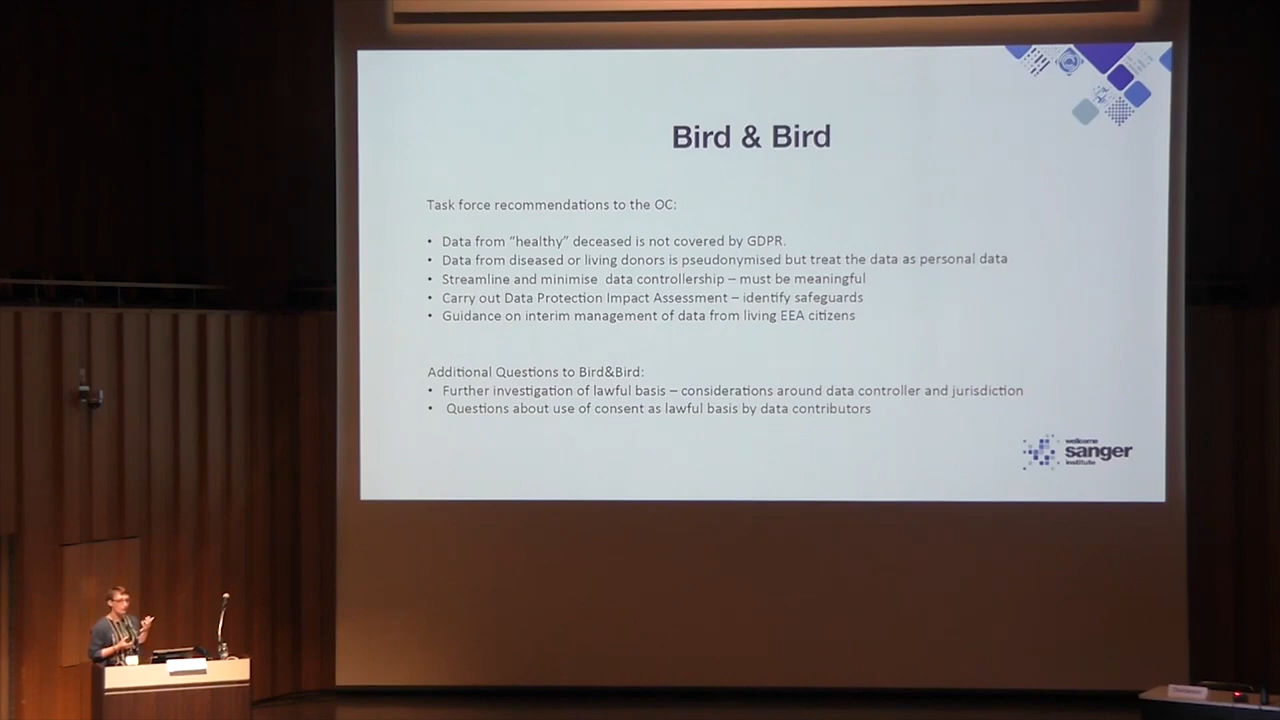 Bird & Bird
Task force recommendations to the OC:
• Data from “healthy” deceased is not covered by GDPR.
• Data from diseased or living donors is pseudonymised but treat the data as personal data
• Streamline and minimise data controllership – must be meaningful
• Carry out Data Protection Impact Assessment – identify safeguards
• Guidance on interim management of data from living EEA citizens
Additional Questions to Bird&Bird:
• Further investigation of lawful basis – considerations around data controller and jurisdiction
• Questions about use of consent as lawful basis by data contributors
wellcome
sanger
institute